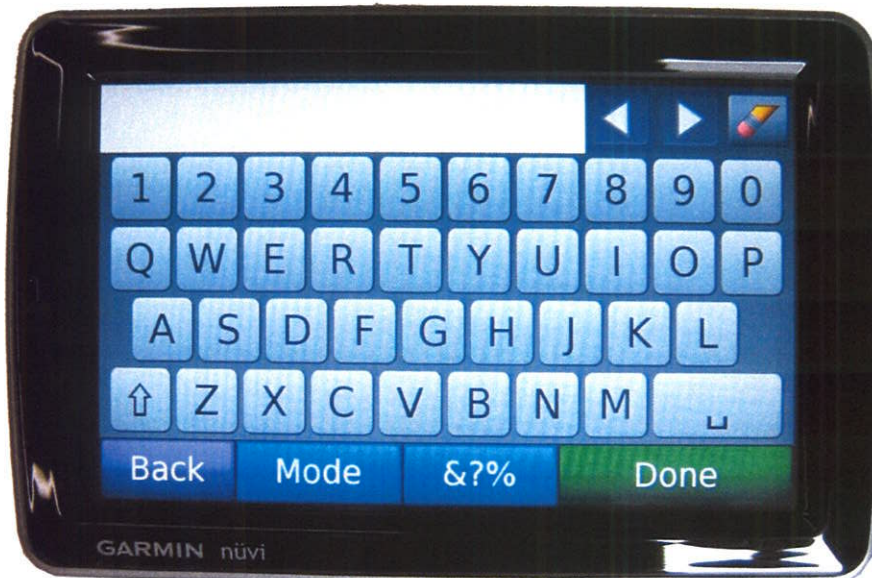 1 2 3 4 5 6 7 8 9 0
Q W E R T Y U I O P
A S D F G H J K L
Z X C V B N M
Back Mode &?% Done
GARMIN nüvi